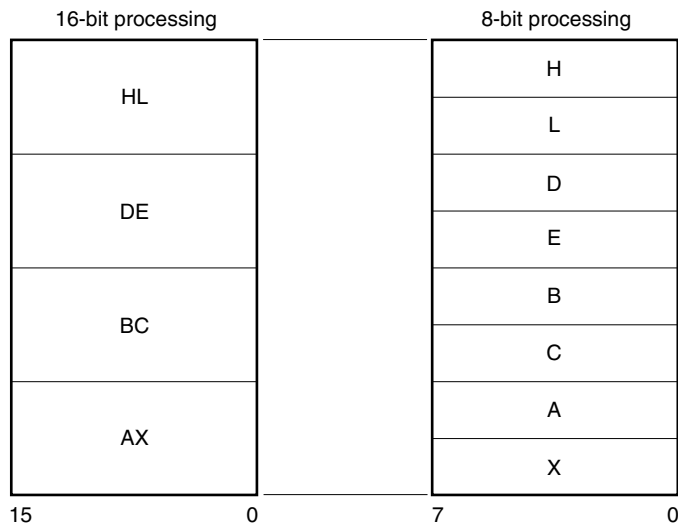 16-bit processing
8-bit processing
HL
H
L
DE
D
E
BC
B
C
AX
A
X
15 0 7 0